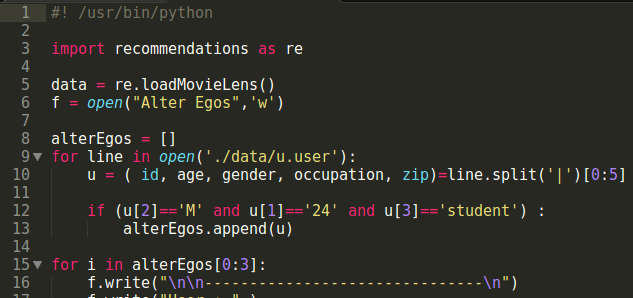 1 #! /usr/bin/python
2
3 import recommendations as re
4
5 data = re.loadMovieLens()
6 f = open("Alter Egos",'w')
7
8 alterEgos = []
9 for line in open('./data/u.user'):
10 u = ( id, age, gender, occupation, zip)=line.split('|')[0:5]
11
12 if (u[2]=='M' and u[1]=='24' and u[3]=='student') :
13 alterEgos.append(u)
14
15 for i in alterEgos[0:3]:
16 f.write("\n\n-------------------------------\n")